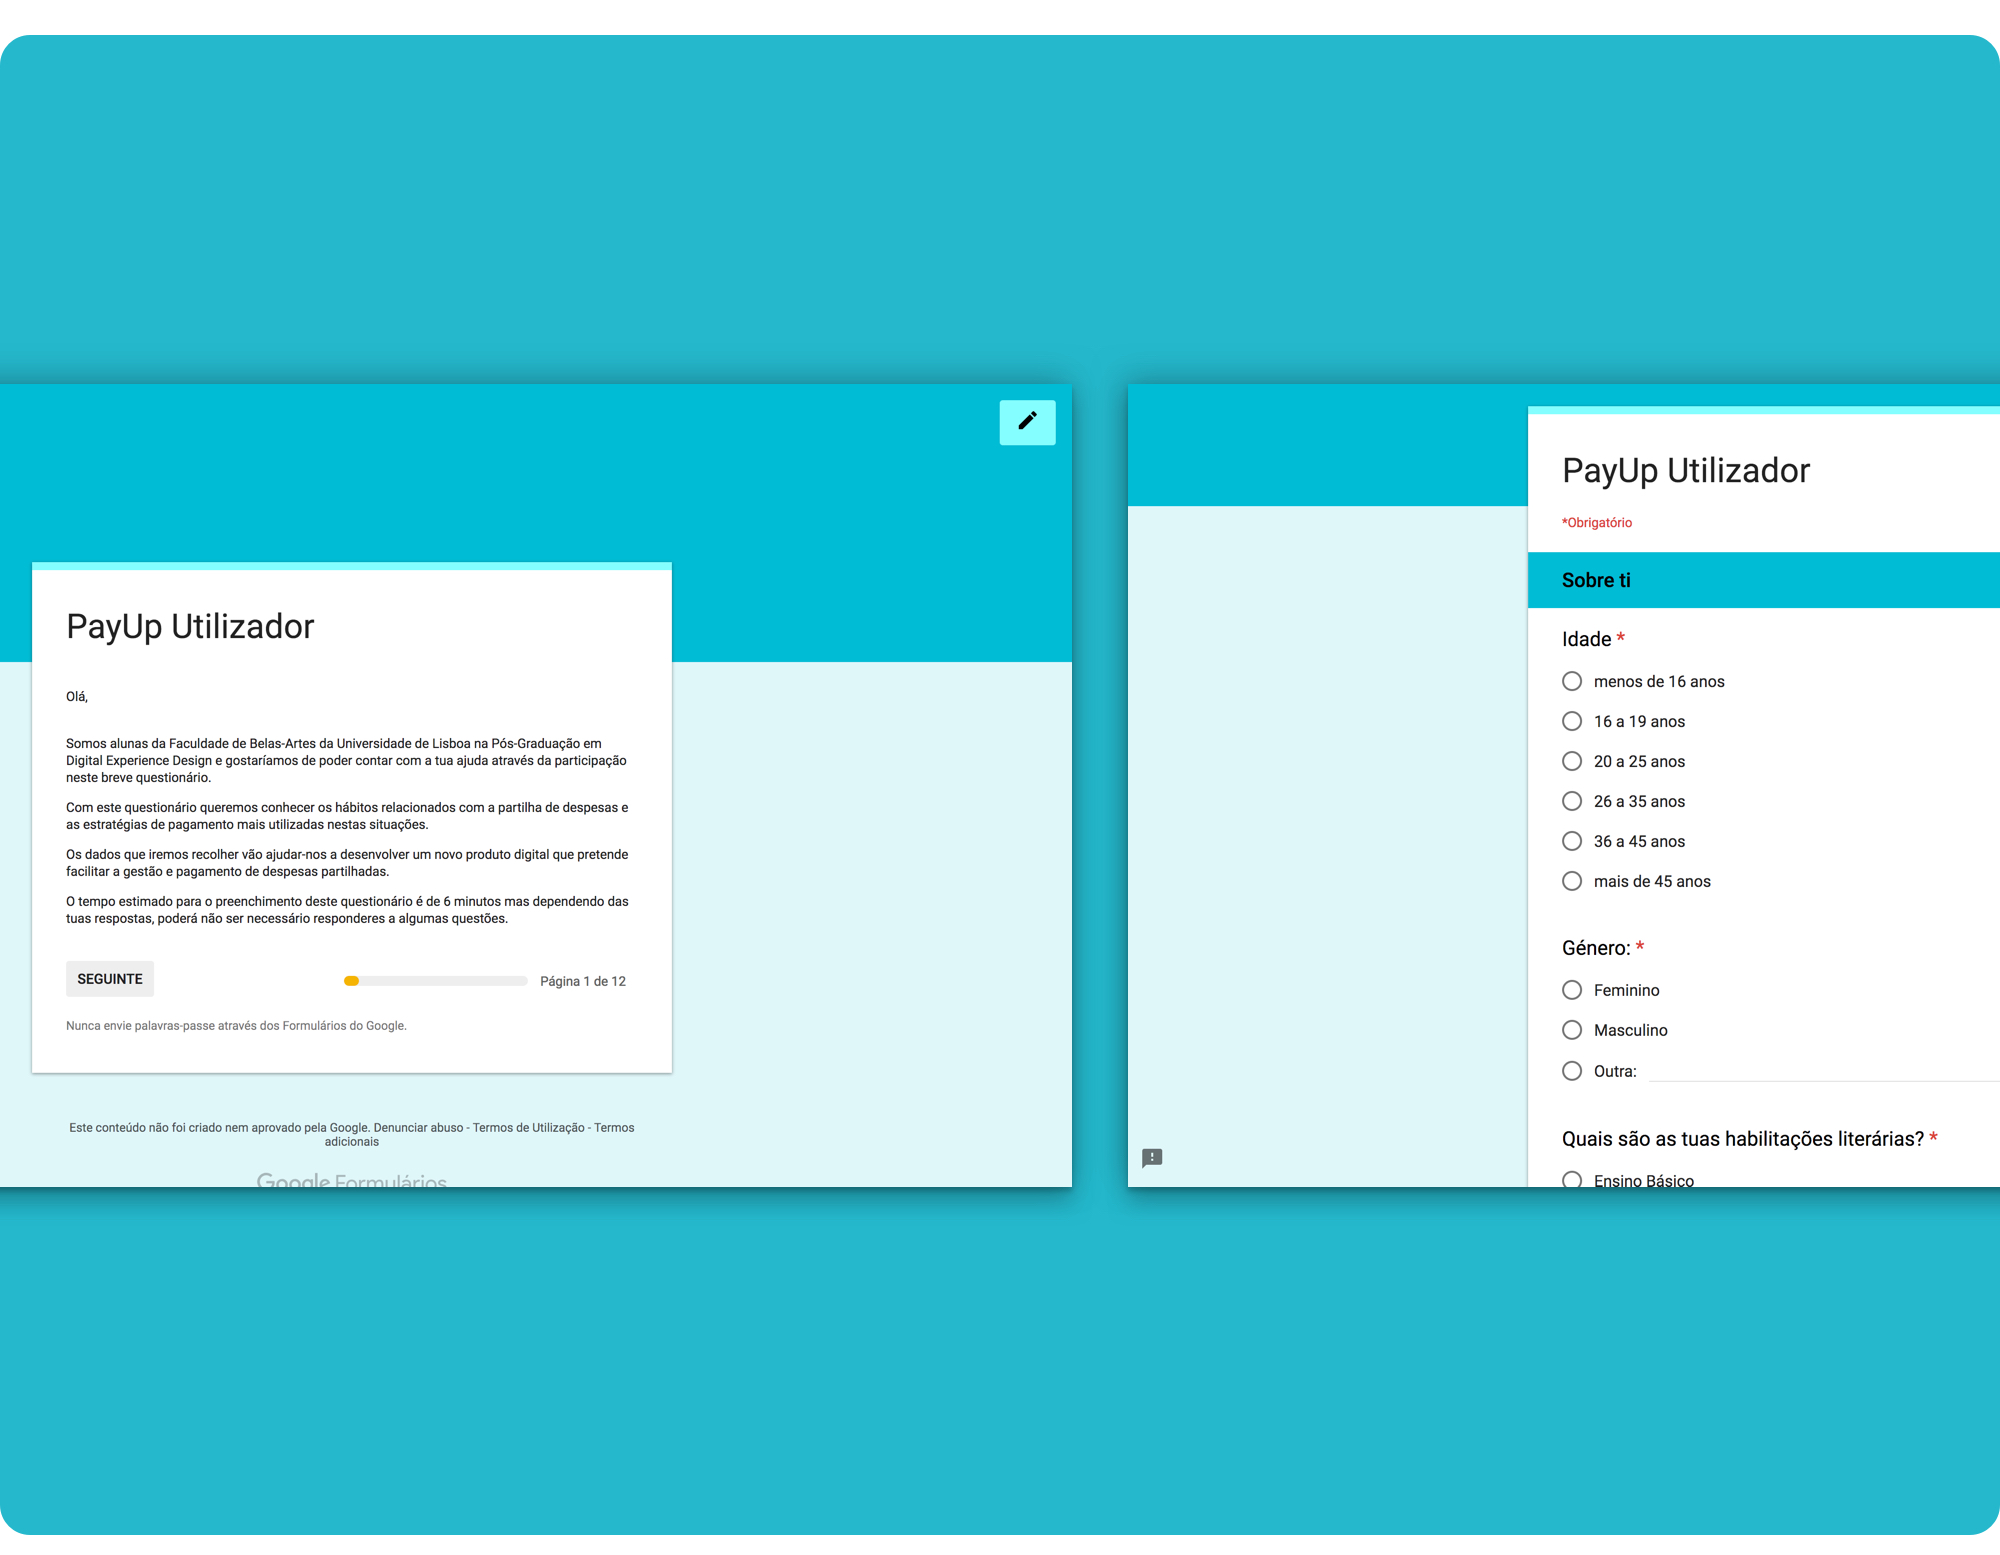 PayUp Utilizador
Olá,
Somos alunas da Faculdade de Belas-Artes da Universidade de Lisboa na Pós-Graduação em
Digital Experience Design e gostaríamos de poder contar com a tua ajuda através da participação
neste breve questionário.
Com este questionário queremos conhecer os hábitos relacionados com a partilha de despesas e
as estratégias de pagamento mais utilizadas nestas situações.
Os dados que iremos recolher vão ajudar-nos a desenvolver um novo produto digital que pretende
facilitar a gestão e pagamento de despesas partilhadas.
O tempo estimado para o preenchimento deste questionário é de 6 minutos mas dependendo das
tuas respostas, poderá não ser necessário responderes a algumas questões.
SEGUINTE
Página 1 de 12
Nunca envie palavras-passe através dos Formulários do Google.
Este conteúdo não foi criado nem aprovado pela Google. Denunciar abuso - Termos de Utilização - Termos
adicionais
Google Formulários
PayUp Utilizador
*Obrigatório
Sobre ti
Idade *
menos de 16 anos
16 a 19 anos
20 a 25 anos
26 a 35 anos
36 a 45 anos
mais de 45 anos
Género: *
Feminino
Masculino
Outra:
Quais são as tuas habilitações literárias? *
Ensino Básico